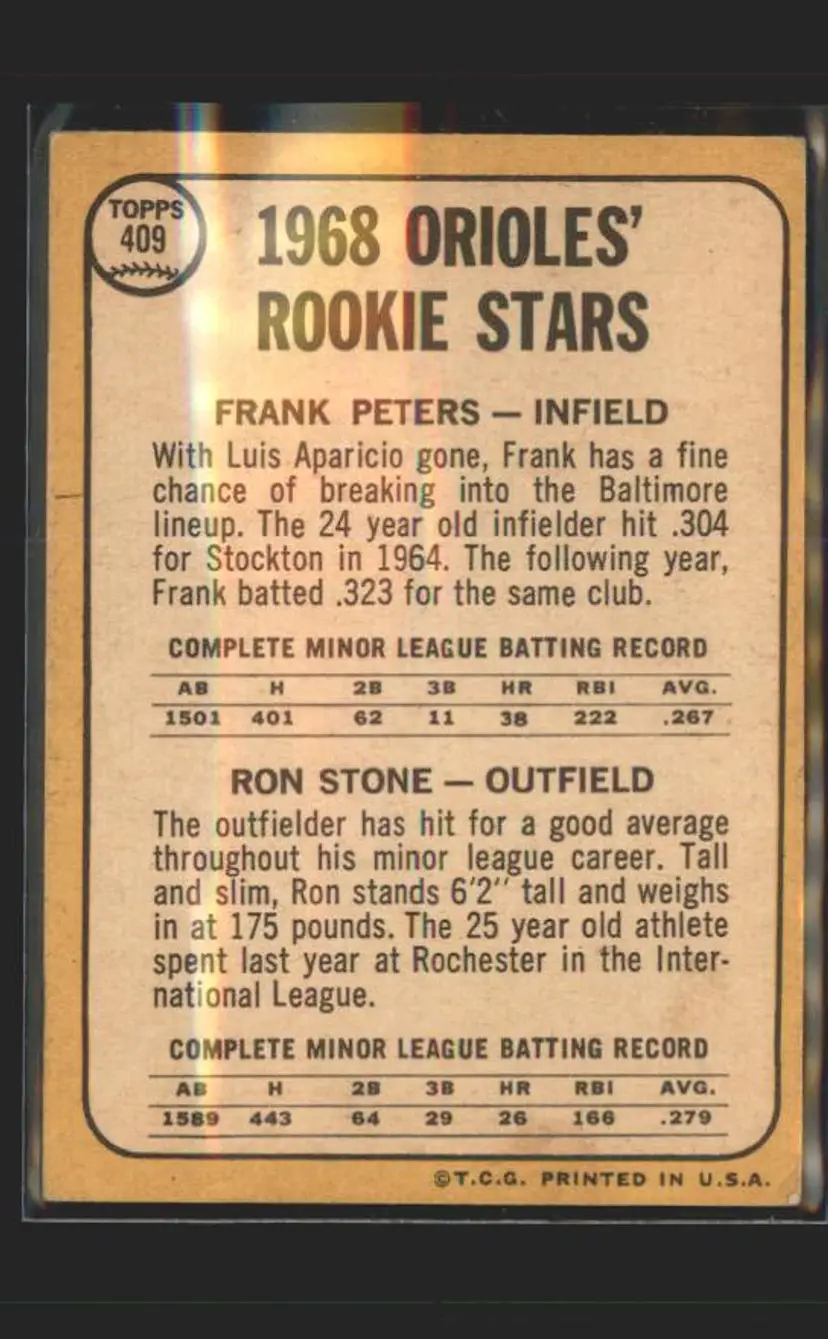 TOPPS
409
1968 ORIOLES'
ROOKIE STARS
FRANK PETERS — INFIELD
With Luis Aparicio gone, Frank has a fine
chance of breaking into the Baltimore
lineup. The 24 year old infielder hit .304
for Stockton in 1964. The following year,
Frank batted .323 for the same club.
COMPLETE MINOR LEAGUE BATTING RECORD
AB H 2B 3B HR RBI AVG.
1501 401 62 11 38 222 .267
RON STONE — OUTFIELD
The outfielder has hit for a good average
throughout his minor league career. Tall
and slim, Ron stands 6'2'' tall and weighs
in at 175 pounds. The 25 year old athlete
spent last year at Rochester in the Inter-
national League.
COMPLETE MINOR LEAGUE BATTING RECORD
AB H 2B 3B HR RBI AVG.
1589 443 64 29 26 166 .279
©T.C.G. PRINTED IN U.S.A.